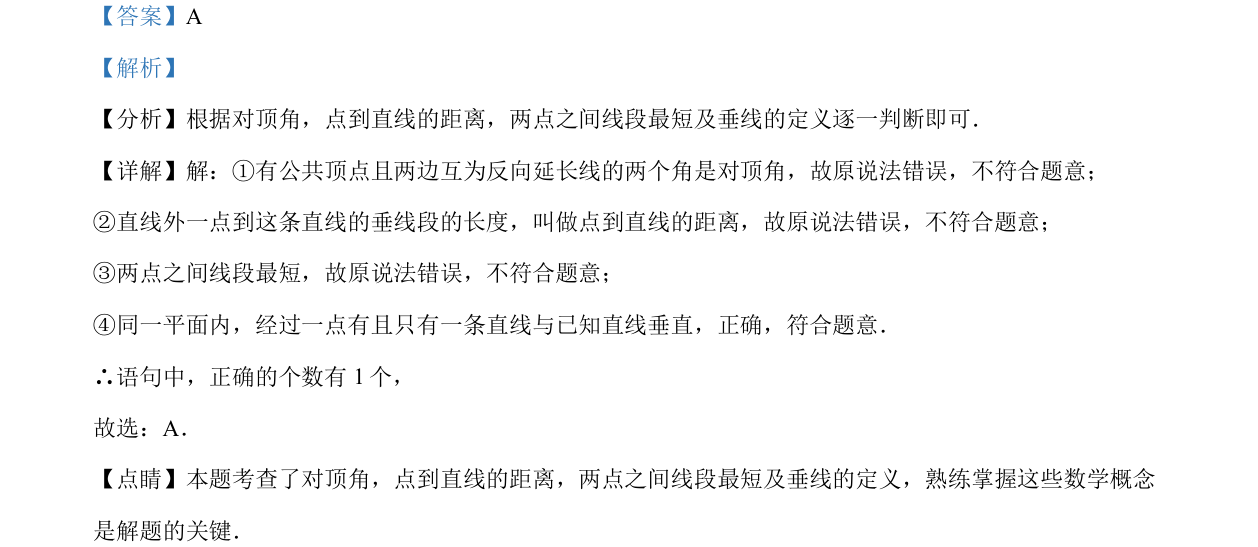 【答案】A
【解析】
【分析】根据对顶角，点到直线的距离，两点之间线段最短及垂线的定义逐一判断即可．
【详解】解：①有公共顶点且两边互为反向延长线的两个角是对顶角，故原说法错误，不符合题意；
②直线外一点到这条直线的垂线段的长度，叫做点到直线的距离，故原说法错误，不符合题意；
③两点之间线段最短，故原说法错误，不符合题意；
④同一平面内，经过一点有且只有一条直线与已知直线垂直，正确，符合题意．
∴语句中，正确的个数有 1 个，
故选：A．
【点睛】本题考查了对顶角，点到直线的距离，两点之间线段最短及垂线的定义，熟练掌握这些数学概念
是解题的关键．